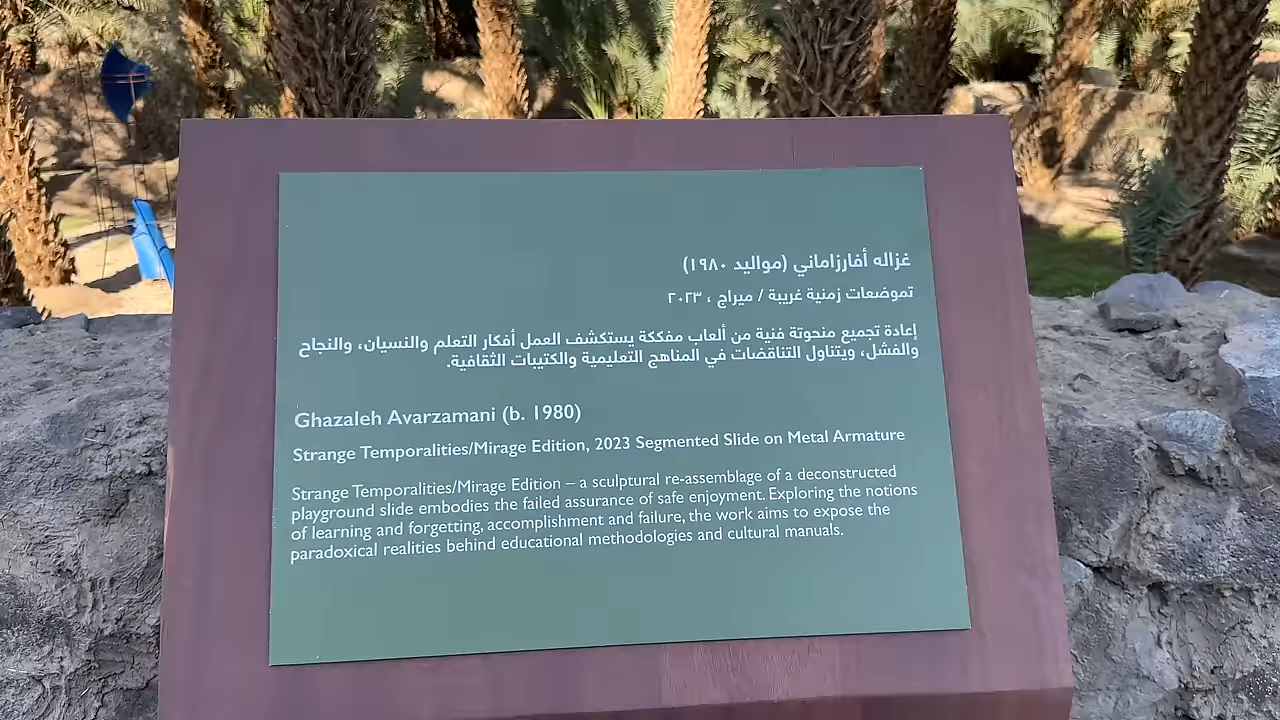 غزاله أفارزاماني (مواليد ١٩٨٠)
تموضعات زمنية غريبة / ميراج ، ٢٠٢٣
إعادة تجميع منحوتة فنية من ألعاب مفككة يستكشف العمل أفكار التعلم والنسيان، والنجاح
والفشل، ويتناول التناقضات في المناهج التعليمية والكتيبات الثقافية.
Ghazaleh Avarzamani (b. 1980)
Strange Temporalities/Mirage Edition, 2023 Segmented Slide on Metal Armature
Strange Temporalities/Mirage Edition – a sculptural re-assemblage of a deconstructed
playground slide embodies the failed assurance of safe enjoyment. Exploring the notions
of learning and forgetting, accomplishment and failure, the work aims to expose the
paradoxical realities behind educational methodologies and cultural manuals.